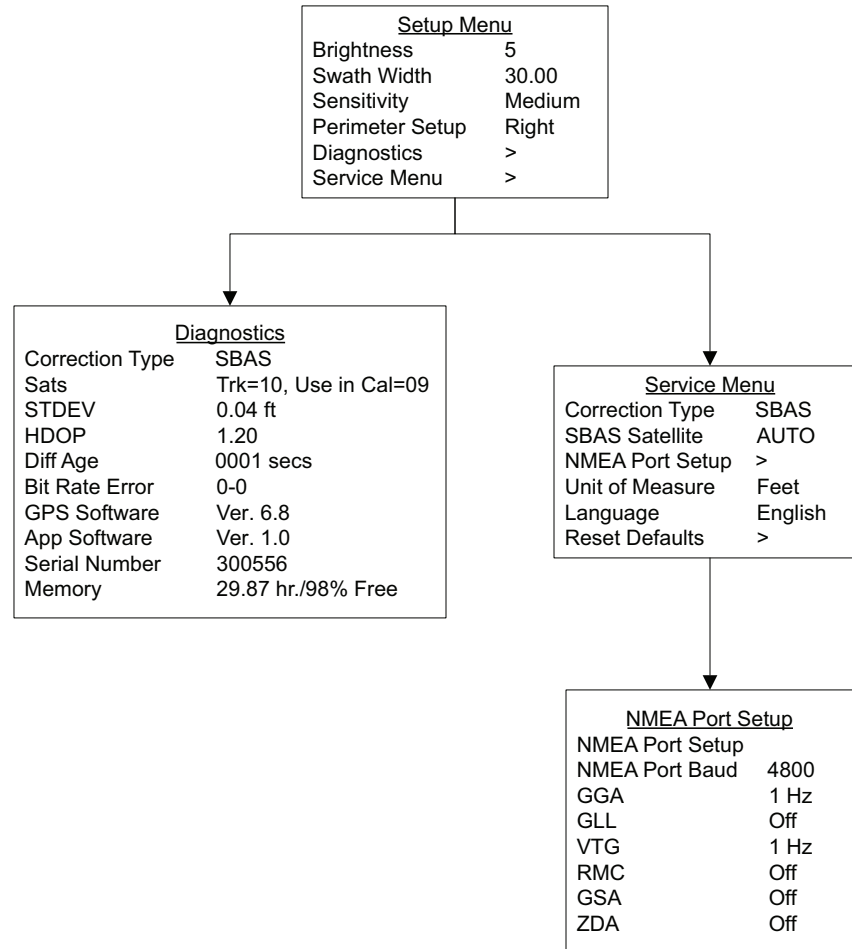 Setup Menu
Brightness 5
Swath Width 30.00
Sensitivity Medium
Perimeter Setup Right
Diagnostics >
Service Menu >
Diagnostics
Correction Type SBAS
Sats Trk=10, Use in Cal=09
STDEV 0.04 ft
HDOP 1.20
Diff Age 0001 secs
Bit Rate Error 0-0
GPS Software Ver. 6.8
App Software Ver. 1.0
Serial Number 300556
Memory 29.87 hr./98% Free
Service Menu
Correction Type SBAS
SBAS Satellite AUTO
NMEA Port Setup >
Unit of Measure Feet
Language English
Reset Defaults >
NMEA Port Setup
NMEA Port Setup
NMEA Port Baud 4800
GGA 1 Hz
GLL Off
VTG 1 Hz
RMC Off
GSA Off
ZDA Off